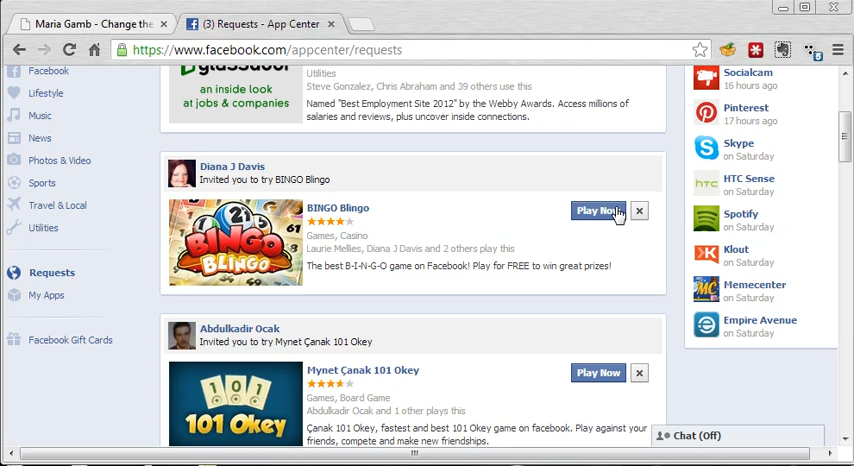 Maria Gamb - Change the
(3) Requests - App Center
https://www.facebook.com/appcenter/requests
Facebook
Lifestyle
Music
News
Photos & Video
Sports
Travel & Local
Utilities
Requests
My Apps
Facebook Gift Cards
glassdoor
an inside look
at jobs & companies
Utilities
Steve Gonzalez, Chris Abraham and 39 others use this
Named "Best Employment Site 2012" by the Webby Awards. Access millions of
salaries and reviews, plus uncover inside connections.
Diana J Davis
Invited you to try BINGO Blingo
BINGO
BLINGO
BINGO Blingo
Games, Casino
Laurie Mellies, Diana J Davis and 2 others play this
The best B-I-N-G-O game on Facebook! Play for FREE to win great prizes!
Play Now
Abdulkadir Ocak
Invited you to try Mynet Çanak 101 Okey
1 0 1
101 Okey
Mynet Çanak 101 Okey
Games, Board Game
Abdulkadir Ocak and 1 other plays this
Çanak 101 Okey, fastest and best 101 Okey game on facebook. Play against your
friends, compete and make new friendships.
Play Now
Socialcam
16 hours ago
Pinterest
17 hours ago
Skype
on Saturday
hTC
HTC Sense
on Saturday
Spotify
on Saturday
Klout
on Saturday
MC
Memecenter
on Saturday
Empire Avenue
on Saturday
Chat (Off)